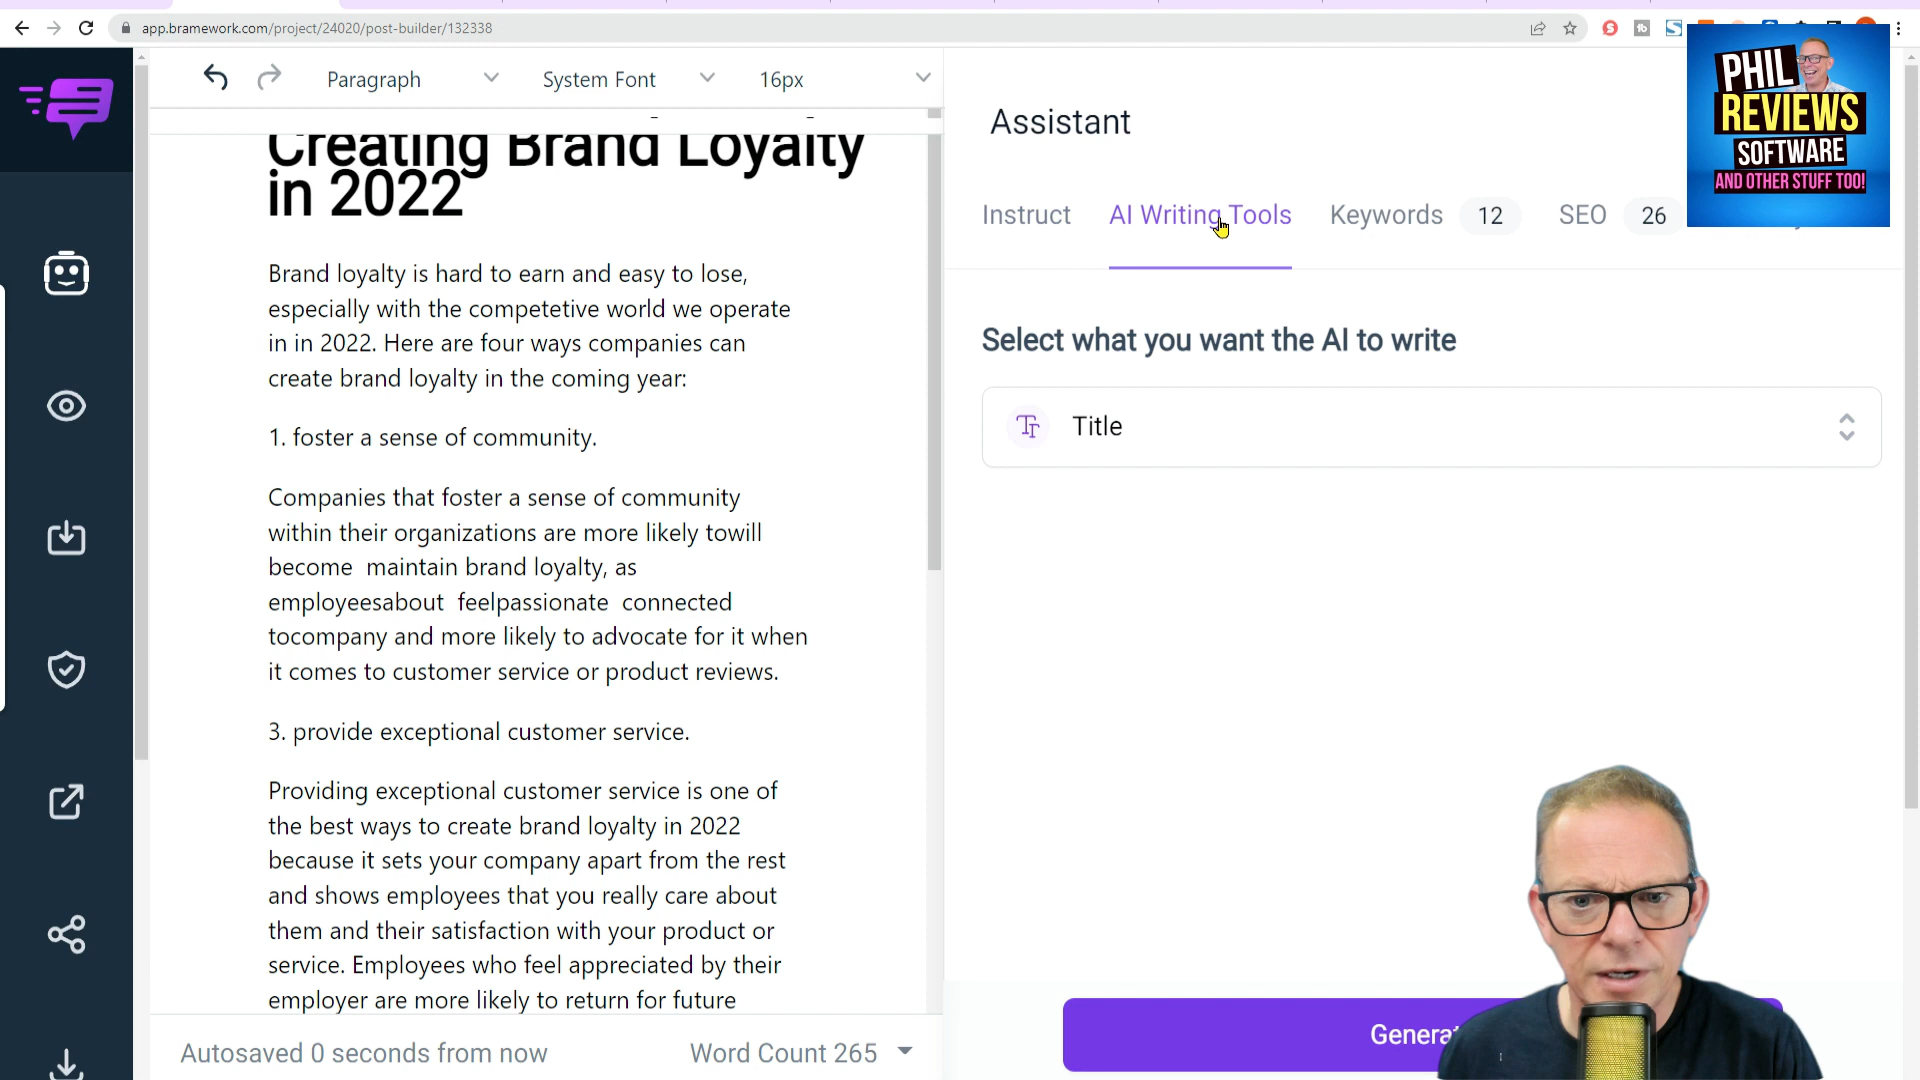 app.bramework.com/project/24020/post-builder/132338
Paragraph
System Font
16px
Creating Brand Loyalty
in 2022
Brand loyalty is hard to earn and easy to lose,
especially with the competetive world we operate
in in 2022. Here are four ways companies can
create brand loyalty in the coming year:
1. foster a sense of community.
Companies that foster a sense of community
within their organizations are more likely towill
become maintain brand loyalty, as
employeesabout feelpassionate connected
tocompany and more likely to advocate for it when
it comes to customer service or product reviews.
3. provide exceptional customer service.
Providing exceptional customer service is one of
the best ways to create brand loyalty in 2022
because it sets your company apart from the rest
and shows employees that you really care about
them and their satisfaction with your product or
service. Employees who feel appreciated by their
employer are more likely to return for future
Autosaved 0 seconds from now
Word Count 265
Assistant
Instruct
AI Writing Tools
Keywords 12
SEO 26
Select what you want the AI to write
Title
PHIL
REVIEWS
SOFTWARE
AND OTHER STUFF TOO!